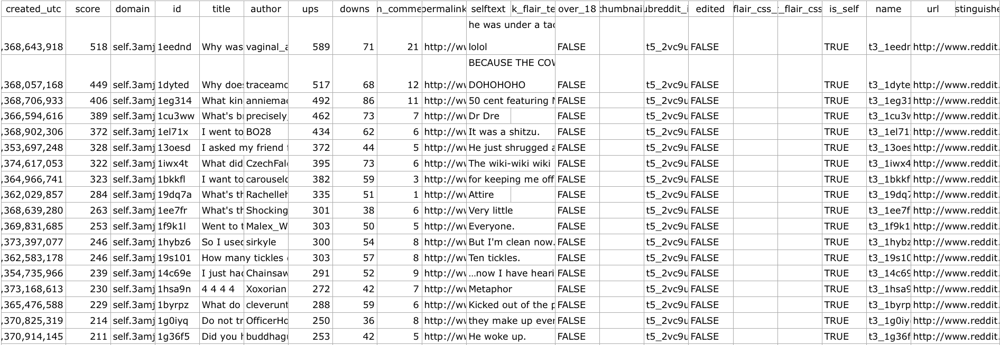 created_utc score domain id title author ups downs n_comme permalink selftext k_flair_te over_18 thumbnai ubreddit_i edited flair_css_ r_flair_css is_self name url stinguishe
he was under a tac
,368,643,918 518 self.3amj 1eednd Why was vaginal_a 589 71 21 http://ww lolol FALSE t5_2vc9u FALSE TRUE t3_1eedr http://www.reddit.
BECAUSE THE COW
,368,057,168 449 self.3amj 1dyted Why does traceamo 517 68 12 http://ww DOHOHOHO FALSE t5_2vc9u FALSE TRUE t3_1dyte http://www.reddit.
,368,706,933 406 self.3amj 1eg314 What kin anniemac 492 86 11 http://ww 50 cent featuring N FALSE t5_2vc9u FALSE TRUE t3_1eg31 http://www.reddit.
,366,594,616 389 self.3amj 1cu3ww What's br precisely, 462 73 7 http://ww Dr Dre FALSE t5_2vc9u FALSE TRUE t3_1cu3w http://www.reddit.
,368,902,306 372 self.3amj 1el71x I went to BO28 434 62 6 http://ww It was a shitzu. FALSE t5_2vc9u FALSE TRUE t3_1el71 http://www.reddit.
,353,697,248 328 self.3amj 13oesd I asked my friend f 372 44 5 http://ww He just shrugged a FALSE t5_2vc9u FALSE TRUE t3_13oes http://www.reddit.
,374,617,053 322 self.3amj 1iwx4t What did CzechFal 395 73 6 http://ww The wiki-wiki wiki FALSE t5_2vc9u FALSE TRUE t3_1iwx4 http://www.reddit.
,364,966,741 323 self.3amj 1bkkfl I want to carouselc 382 59 3 http://ww for keeping me off FALSE t5_2vc9u FALSE TRUE t3_1bkkf http://www.reddit.
,362,029,857 284 self.3amj 19dq7a What's th Rachelleh 335 51 1 http://ww Attire FALSE t5_2vc9u FALSE TRUE t3_19dq7 http://www.reddit.
,368,639,280 263 self.3amj 1ee7fr What's th Shocking 301 38 6 http://ww Very little FALSE t5_2vc9u FALSE TRUE t3_1ee7f http://www.reddit.
,369,831,685 253 self.3amj 1f9k1l Went to t Malex_W 303 50 5 http://ww Everyone. FALSE t5_2vc9u FALSE TRUE t3_1f9k1 http://www.reddit.
,373,397,077 246 self.3amj 1hybz6 So I used sirkyle 300 54 8 http://ww But I'm clean now. FALSE t5_2vc9u FALSE TRUE t3_1hybz http://www.reddit.
,362,583,178 246 self.3amj 19s101 How many tickles 303 57 8 http://ww Ten tickles. FALSE t5_2vc9u FALSE TRUE t3_19s10 http://www.reddit.
,354,735,966 239 self.3amj 14c69e I just had Chainsaw 291 52 9 http://ww …now I have heari FALSE t5_2vc9u FALSE TRUE t3_14c69 http://www.reddit.
,373,168,613 230 self.3amj 1hsa9n 4 4 4 4 Xoxorian 272 42 7 http://ww Metaphor FALSE t5_2vc9u FALSE TRUE t3_1hsa9 http://www.reddit.
,365,476,588 229 self.3amj 1byrpz What do cleverunt 288 59 6 http://ww Kicked out of the p FALSE t5_2vc9u FALSE TRUE t3_1byrp http://www.reddit.
,370,825,319 214 self.3amj 1g0iyq Do not tr OfficerHo 250 36 8 http://ww they make up ever FALSE t5_2vc9u FALSE TRUE t3_1g0iy http://www.reddit.
,370,914,145 211 self.3amj 1g36f5 Did you h buddhagu 253 42 5 http://ww He woke up. FALSE t5_2vc9u FALSE TRUE t3_1g36f http://www.reddit.